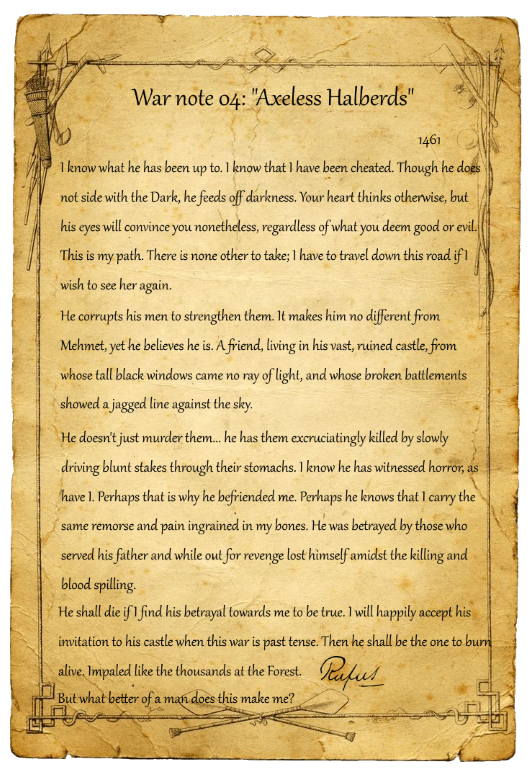 War note 04: "Axeless Halberds"
1461
I know what he has been up to. I know that I have been cheated. Though he does
not side with the Dark, he feeds off darkness. Your heart thinks otherwise, but
his eyes will convince you nonetheless, regardless of what you deem good or evil.
This is my path. There is none other to take; I have to travel down this road if I
wish to see her again.
He corrupts his men to strengthen them. It makes him no different from
Mehmet, yet he believes he is. A friend, living in his vast, ruined castle, from
whose tall black windows came no ray of light, and whose broken battlements
showed a jagged line against the sky.
He doesn't just murder them... he has them excruciatingly killed by slowly
driving blunt stakes through their stomachs. I know he has witnessed horror, as
have I. Perhaps that is why he befriended me. Perhaps he knows that I carry the
same remorse and pain ingrained in my bones. He was betrayed by those who
served his father and while out for revenge lost himself amidst the killing and
blood spilling.
He shall die if I find his betrayal towards me to be true. I will happily accept his
invitation to his castle when this war is past tense. Then he shall be the one to burn
alive. Impaled like the thousands at the Forest. Rufus
But what better of a man does this make me?